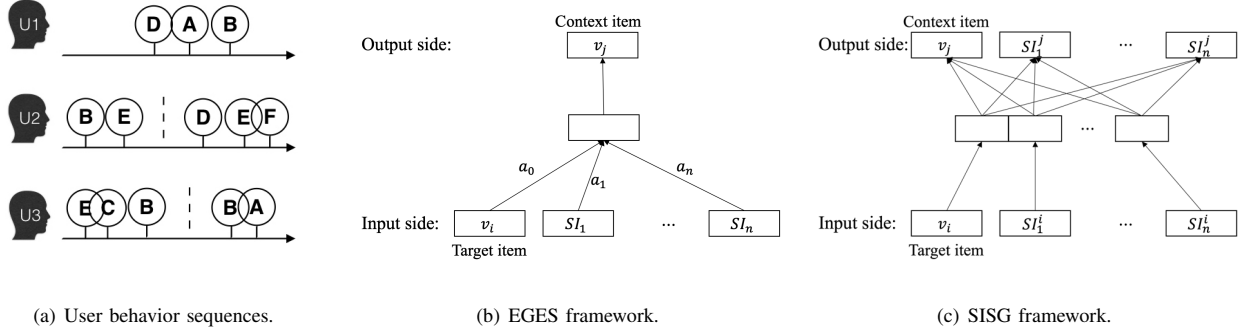 U1
D A B
U2
B E D E F
U3
E C B B A
(a) User behavior sequences.
Context item
Output side: v_j
a_0 a_1 a_n
Input side: v_i SI_1 ... SI_n
Target item
(b) EGES framework.
Context item
Output side: v_j SI_1^j ... SI_n^j
...
Input side: v_i SI_1^i ... SI_n^i
Target item
(c) SISG framework.